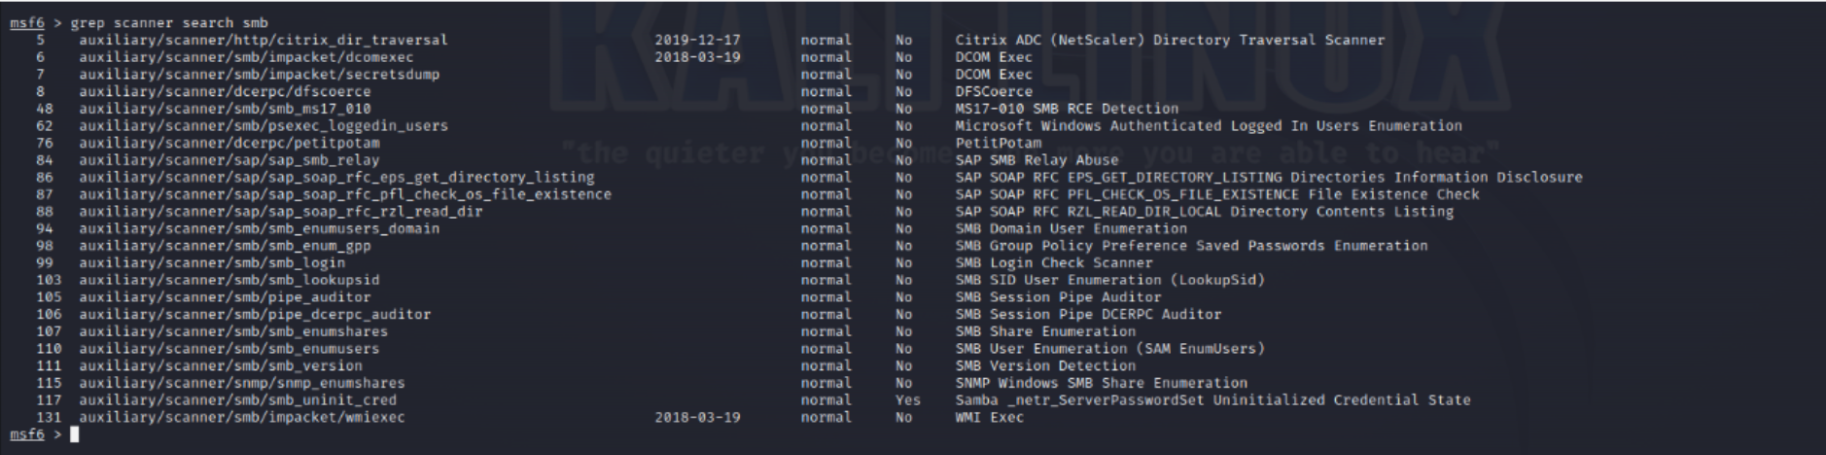 msf6 > grep scanner search smb
5 auxiliary/scanner/http/citrix_dir_traversal 2019-12-17 normal No Citrix ADC (NetScaler) Directory Traversal Scanner
6 auxiliary/scanner/smb/impacket/dcomexec 2018-03-19 normal No DCOM Exec
7 auxiliary/scanner/smb/impacket/secretsdump normal No DCOM Exec
8 auxiliary/scanner/dcerpc/dfscoerce normal No DFSCoerce
48 auxiliary/scanner/smb/smb_ms17_010 normal No MS17-010 SMB RCE Detection
62 auxiliary/scanner/smb/psexec_loggedin_users normal No Microsoft Windows Authenticated Logged In Users Enumeration
76 auxiliary/scanner/dcerpc/petitpotam normal No PetitPotam
84 auxiliary/scanner/sap/sap_smb_relay normal No SAP SMB Relay Abuse
86 auxiliary/scanner/sap/sap_soap_rfc_eps_get_directory_listing normal No SAP SOAP RFC EPS_GET_DIRECTORY_LISTING Directories Information Disclosure
87 auxiliary/scanner/sap/sap_soap_rfc_pfl_check_os_file_existence normal No SAP SOAP RFC PFL_CHECK_OS_FILE_EXISTENCE File Existence Check
88 auxiliary/scanner/sap/sap_soap_rfc_rzl_read_dir normal No SAP SOAP RFC RZL_READ_DIR_LOCAL Directory Contents Listing
94 auxiliary/scanner/smb/smb_enumusers_domain normal No SMB Domain User Enumeration
98 auxiliary/scanner/smb/smb_enum_gpp normal No SMB Group Policy Preference Saved Passwords Enumeration
99 auxiliary/scanner/smb/smb_login normal No SMB Login Check Scanner
103 auxiliary/scanner/smb/smb_lookupsid normal No SMB SID User Enumeration (LookupSid)
105 auxiliary/scanner/smb/pipe_auditor normal No SMB Session Pipe Auditor
106 auxiliary/scanner/smb/pipe_dcerpc_auditor normal No SMB Session Pipe DCERPC Auditor
107 auxiliary/scanner/smb/smb_enumshares normal No SMB Share Enumeration
110 auxiliary/scanner/smb/smb_enumusers normal No SMB User Enumeration (SAM EnumUsers)
111 auxiliary/scanner/smb/smb_version normal No SMB Version Detection
115 auxiliary/scanner/snmp/snmp_enumshares normal No SNMP Windows SMB Share Enumeration
117 auxiliary/scanner/smb/smb_uninit_cred normal Yes Samba _netr_ServerPasswordSet Uninitialized Credential State
131 auxiliary/scanner/smb/impacket/wmiexec 2018-03-19 normal No WMI Exec
msf6 >
KALI LINUX
"the quieter you become more you are able to hear"